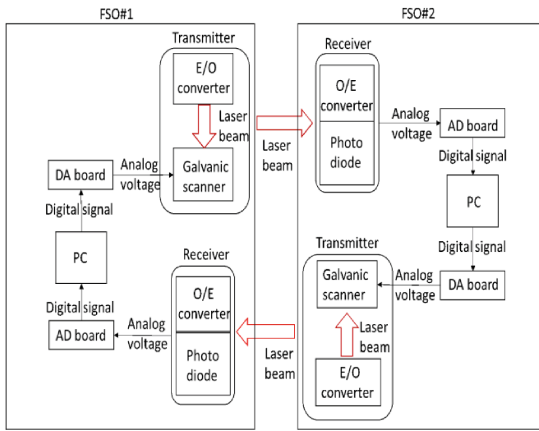 FSO#1
Transmitter
E/O
converter
Laser
beam
Galvanic
scanner
DA board
Analog
voltage
Digital signal
PC
Digital signal
AD board
Analog
voltage
Receiver
O/E
converter
Photo
diode
Laser
beam
Laser
beam
FSO#2
Receiver
O/E
converter
Photo
diode
Analog
voltage
AD board
Digital signal
PC
Digital signal
DA board
Analog
voltage
Transmitter
Galvanic
scanner
Laser
beam
E/O
converter